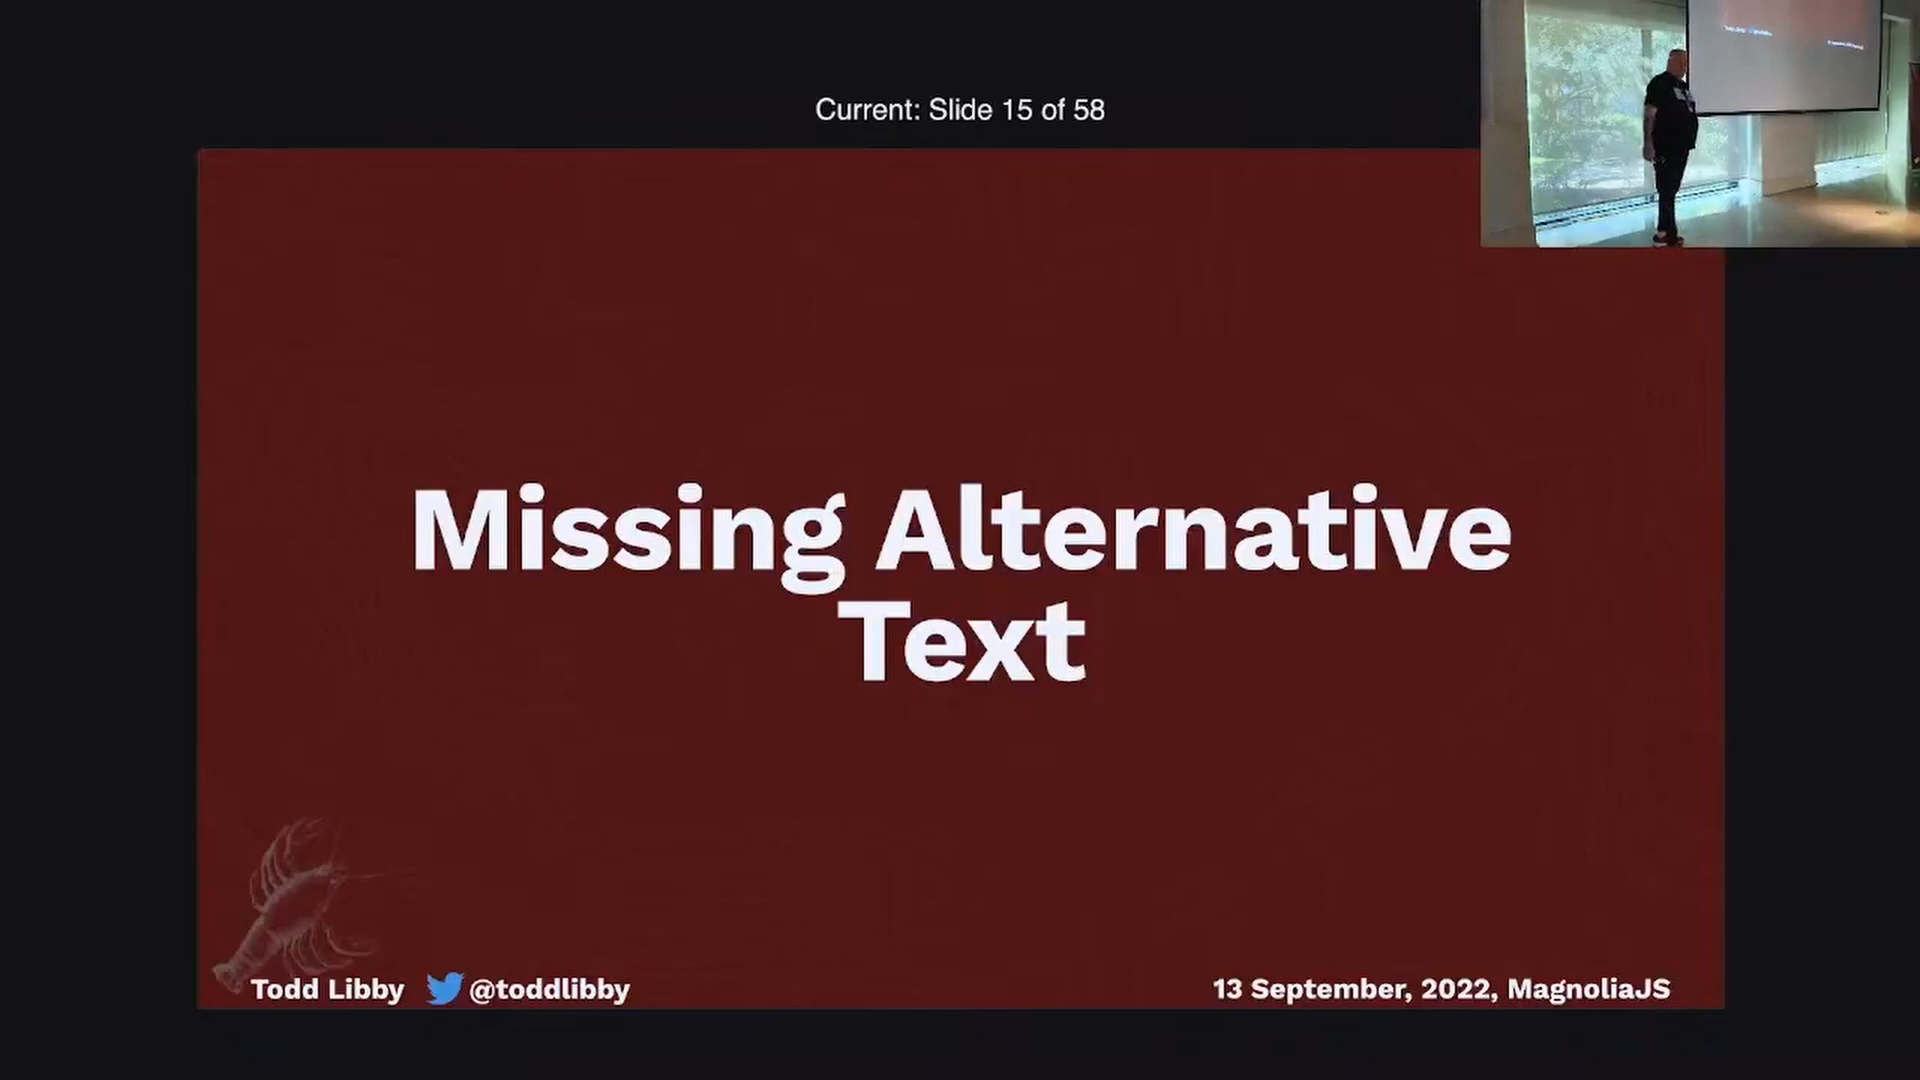 Current: Slide 15 of 58
Missing Alternative
Text
Todd Libby @toddlibby
13 September, 2022, MagnoliaJS